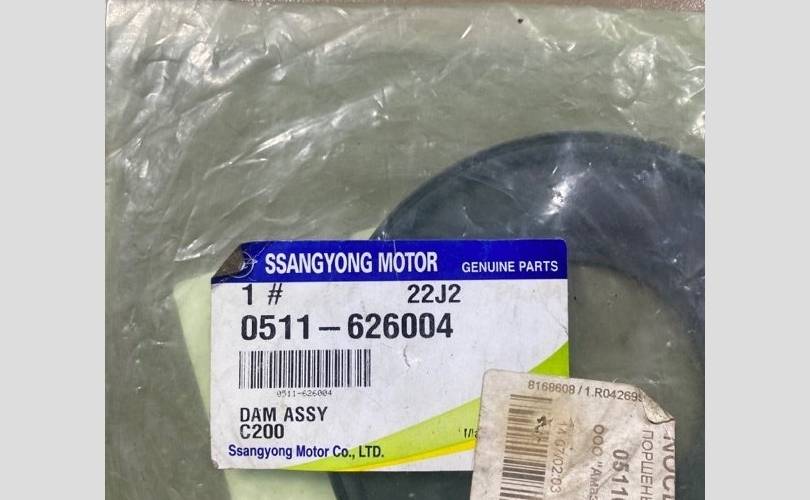 SSANGYONG MOTOR GENUINE PARTS
1 # 22J2
0511-626004
0511-626004
DAM ASSY
C200
Ssangyong Motor Co., LTD.
8168608 / 1.R04269
ООО
0511